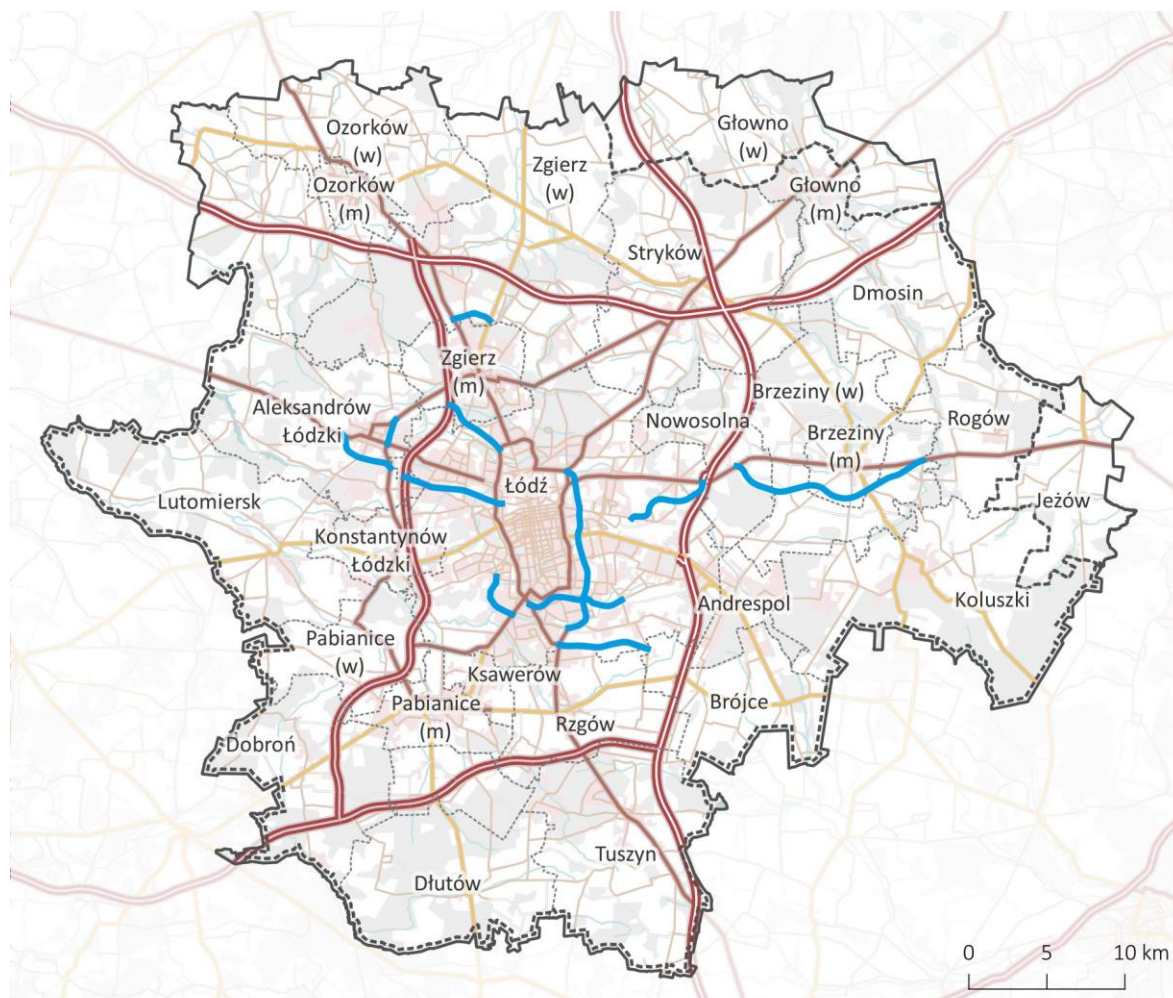 Ozorków
(w)
Głowno
(w)
Zgierz
(w)
Ozorków
(m)
Głowno
(m)
Stryków
Dmosin
Zgierz
(m)
Brzeziny (w)
Aleksandrów
Łódzki
Nowosolna
Rogów
Brzeziny
(m)
Łódź
Lutomiersk
Jeżów
Konstantynów
Łódzki
Andrespol
Koluszki
Pabianice
(w)
Ksawerów
Pabianice
(m)
Brójce
Rzgów
Dobroń
Tuszyn
Dłutów
0 5 10 km